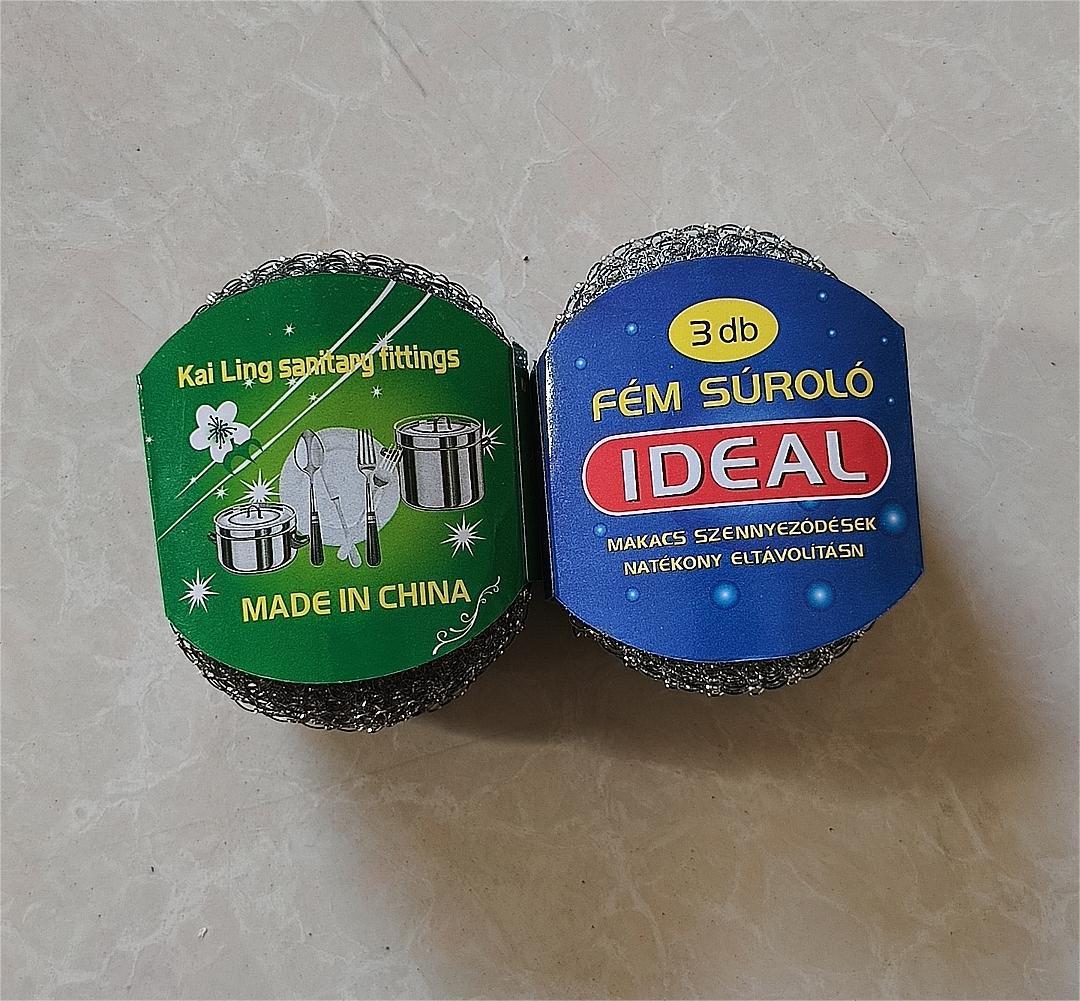 Kai Ling sanitary fittings
MADE IN CHINA
3 db
FÉM SÚROLÓ
IDEAL
MAKACS SZENNYEZŐDÉSEK
NATÉKONY ELTÁVOLÍTÁSN